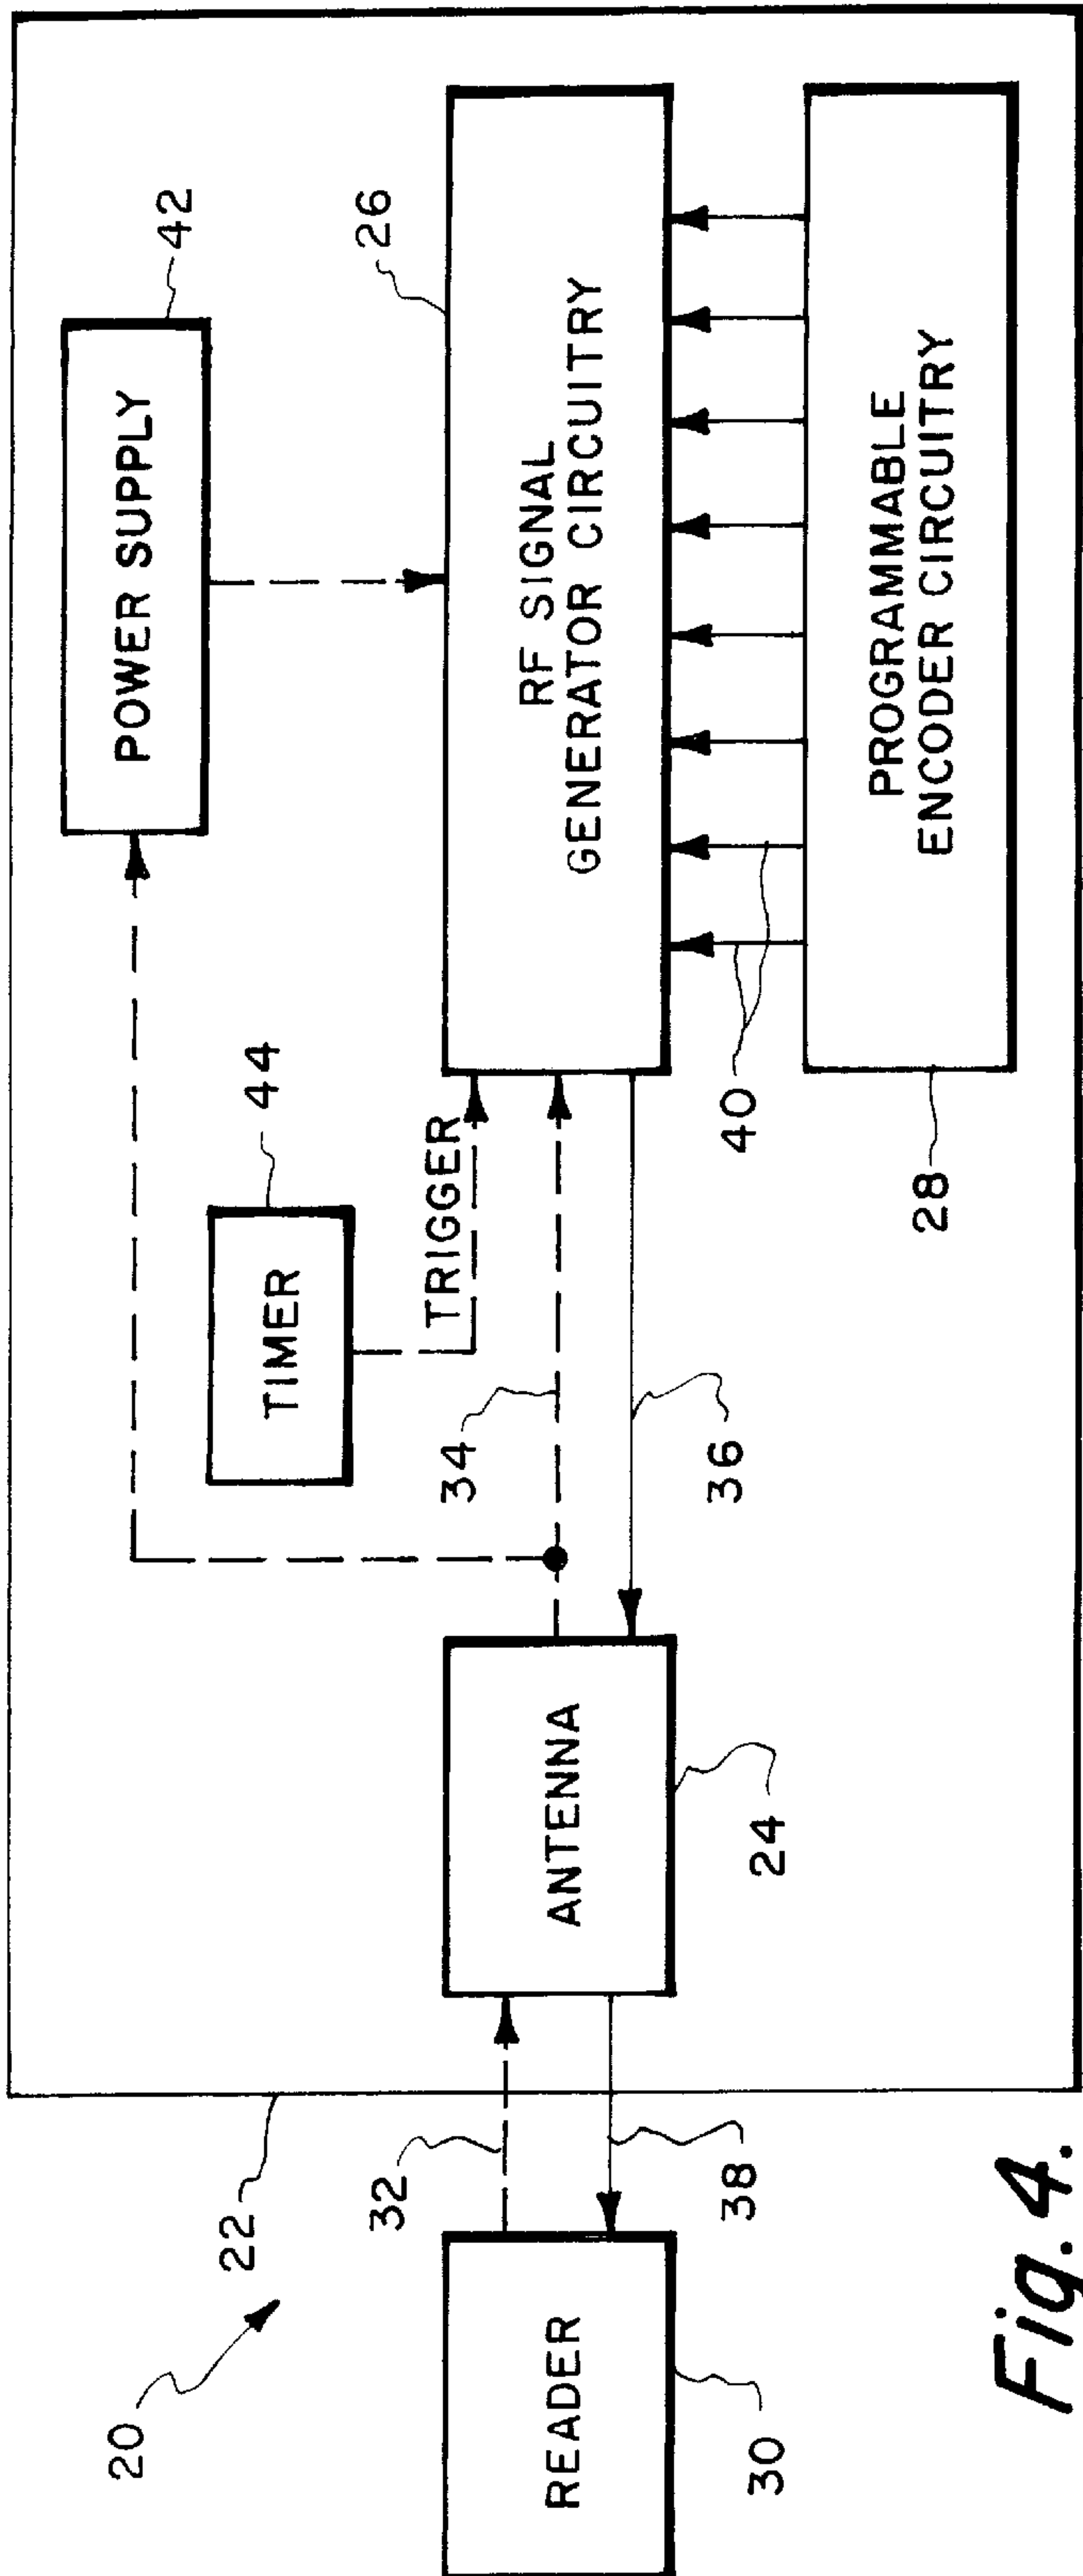 20
22
32
38
READER
30
ANTENNA
24
34
36
TIMER
44
TRIGGER
POWER SUPPLY
42
RF SIGNAL
GENERATOR CIRCUITRY
26
40
PROGRAMMABLE
ENCODER CIRCUITRY
28
Fig. 4.